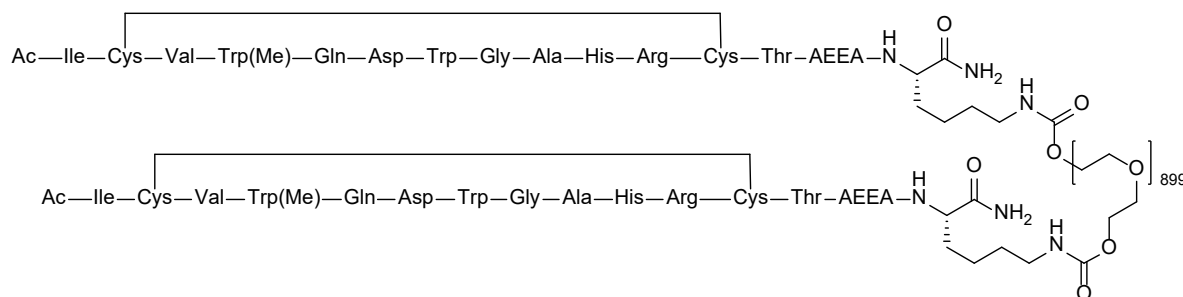 Ac—Ile—Cys—Val—Trp(Me)—Gln—Asp—Trp—Gly—Ala—His—Arg—Cys—Thr—AEEA—N
H
O
NH2
H
N
O
O
O
899
Ac—Ile—Cys—Val—Trp(Me)—Gln—Asp—Trp—Gly—Ala—His—Arg—Cys—Thr—AEEA—N
H
O
NH2
H
N
O
O